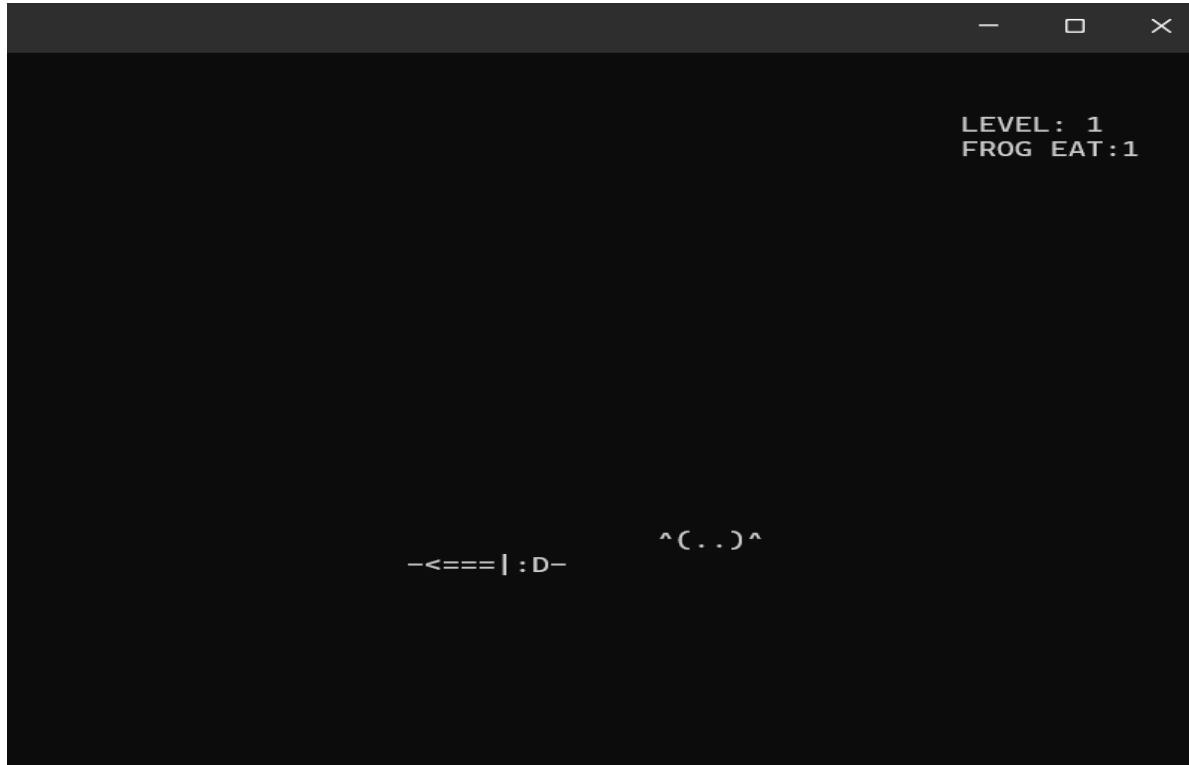 LEVEL: 1
FROG EAT:1
^(..)^
-<===|:D-